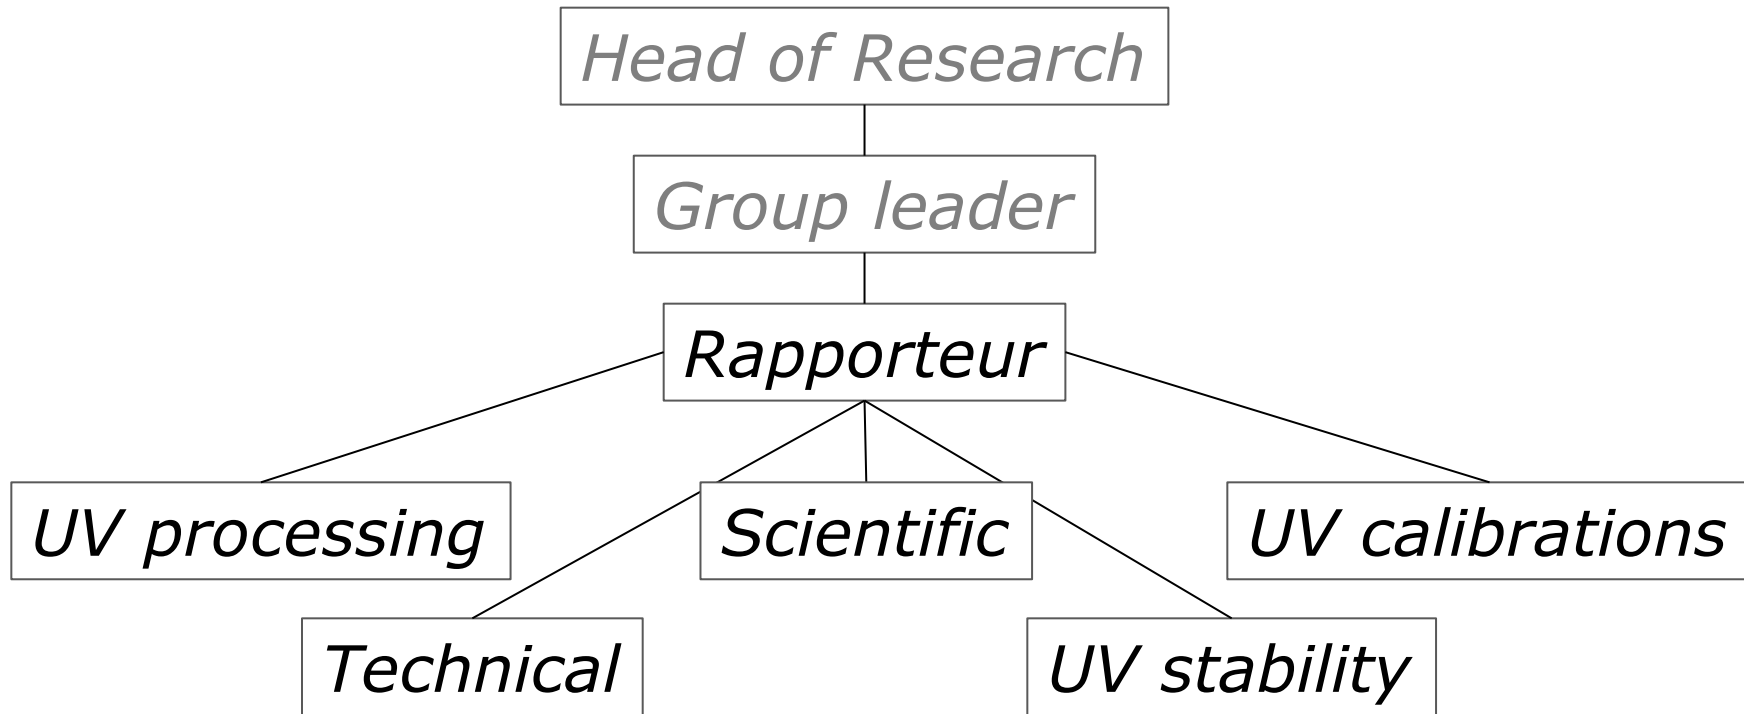 Head of Research
Group leader
Rapporteur
UV processing
Scientific
UV calibrations
Technical
UV stability